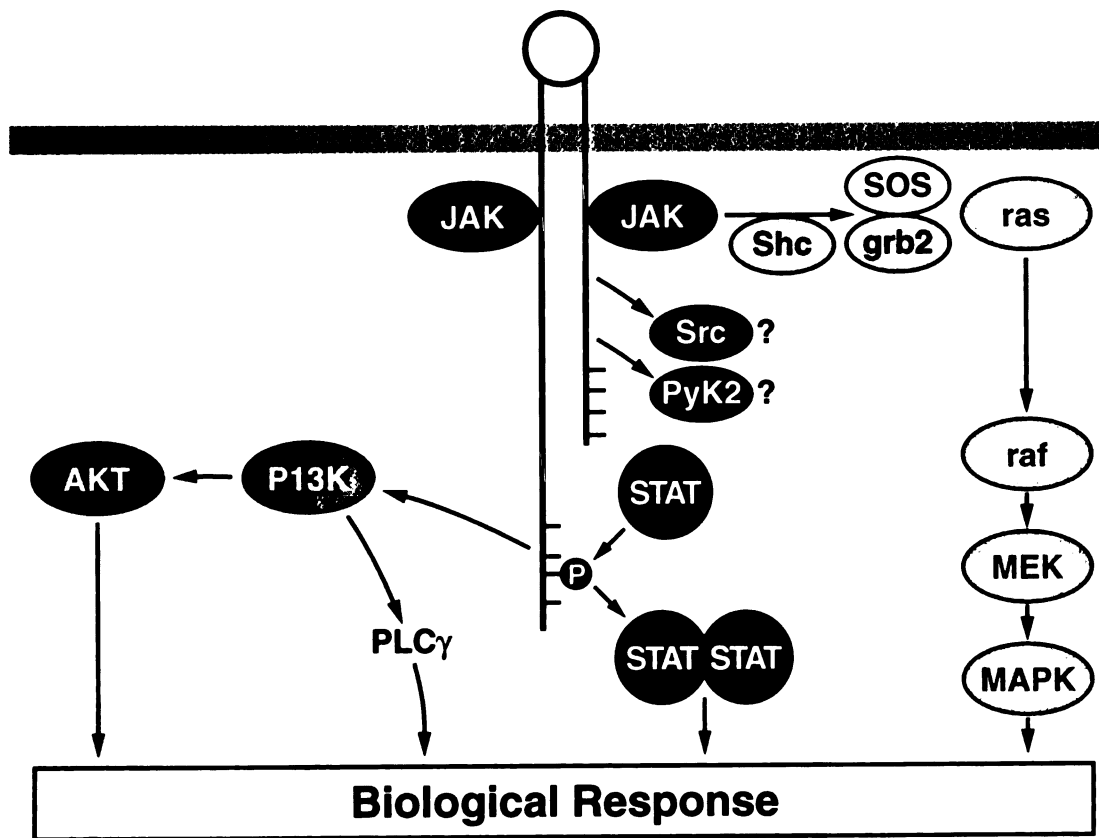 SOS
JAK
JAK
ras
Shc
grb2
Src ?
PyK2 ?
AKT
P13K
STAT
raf
P
MEK
PLCγ
STAT STAT
MAPK
Biological Response